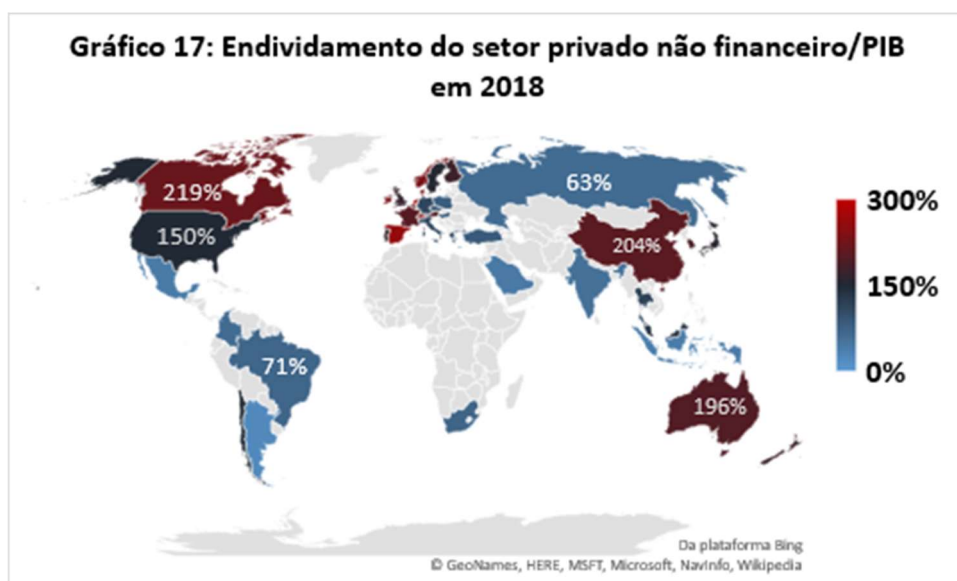 Gráfico 17: Endividamento do setor privado não financeiro/PIB
em 2018
219%
150%
63%
204%
71%
196%
300%
150%
0%
Da plataforma Bing
© GeoNames, HERE, MSFT, Microsoft, NavInfo, Wikipedia